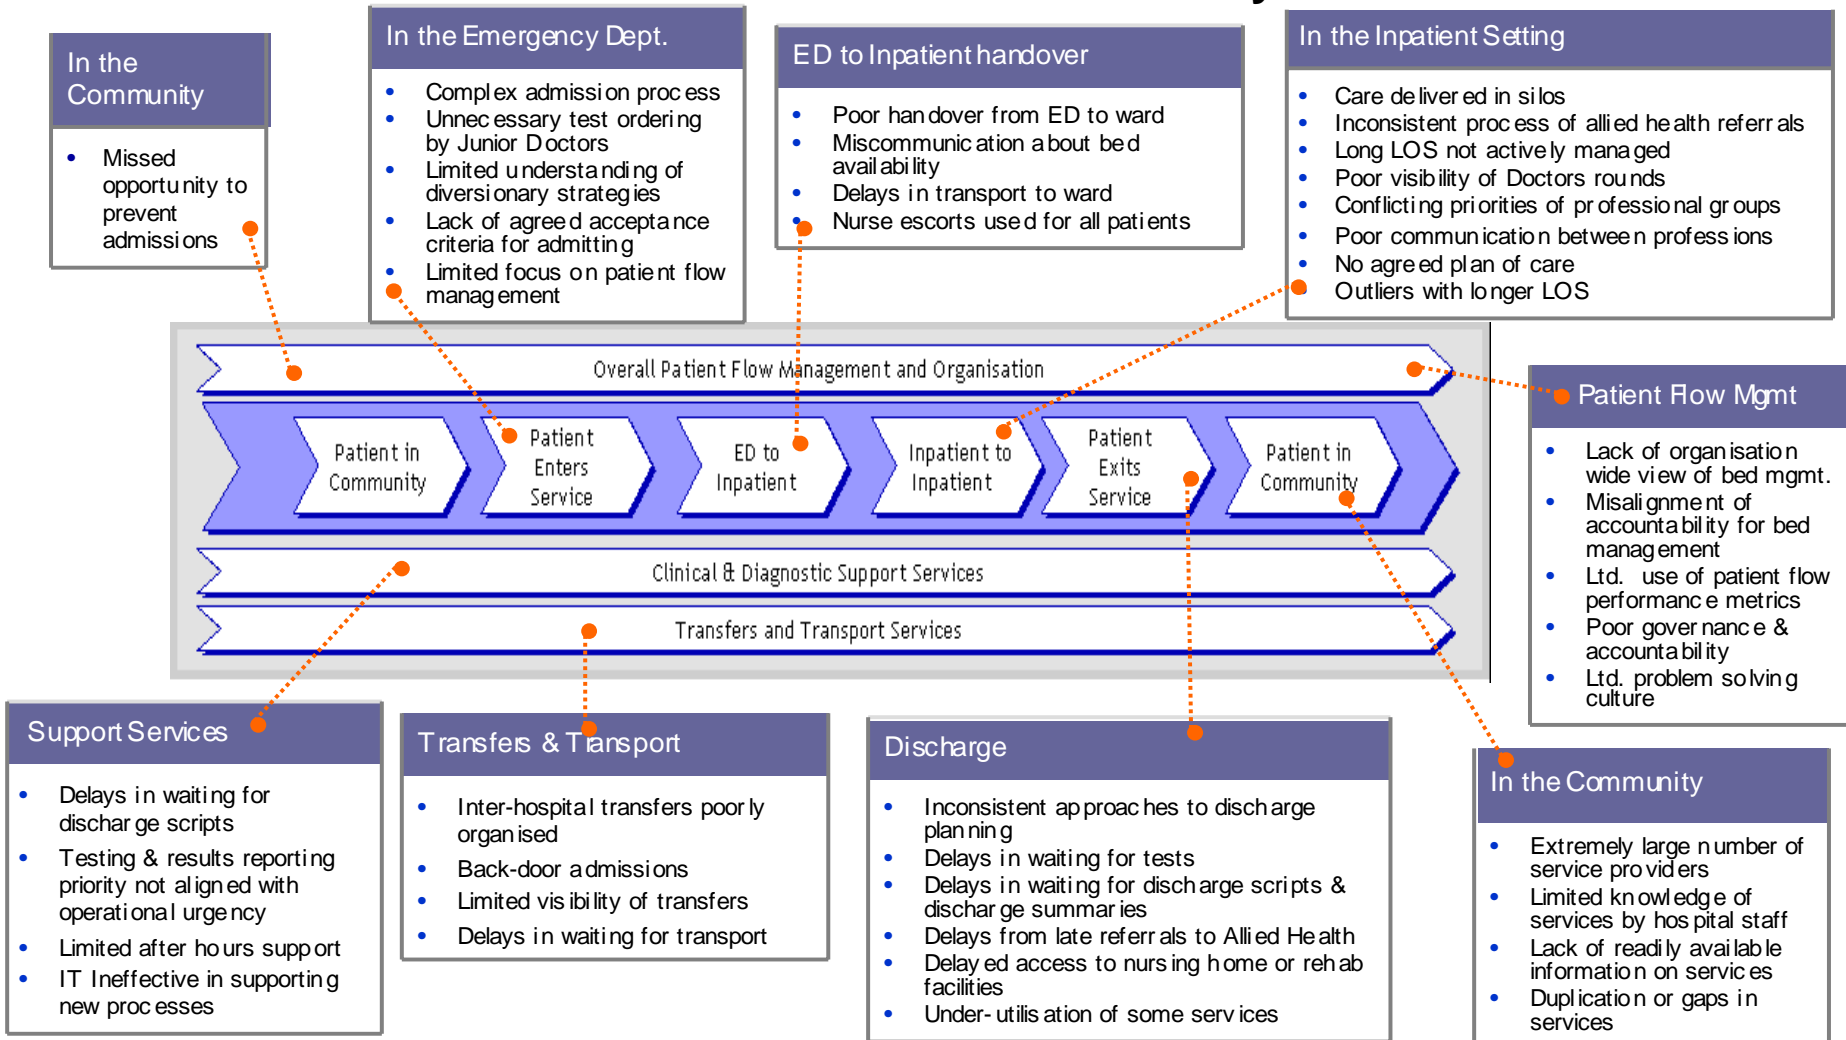 In the
Community
• Missed
opportunity to
prevent
admissions
In the Emergency Dept.
• Complex admission process
• Unnecessary test ordering
by Junior Doctors
• Limited understanding of
diversionary strategies
• Lack of agreed acceptance
criteria for admitting
• Limited focus on patient flow
management
ED to Inpatient handover
• Poor handover from ED to ward
• Miscommunication about bed
availability
• Delays in transport to ward
• Nurse escorts used for all patients
In the Inpatient Setting
• Care delivered in silos
• Inconsistent process of allied health referrals
• Long LOS not actively managed
• Poor visibility of Doctors rounds
• Conflicting priorities of professional groups
• Poor communication between professions
• No agreed plan of care
• Outliers with longer LOS
Overall Patient Flow Management and Organisation
Patient in
Community
Patient
Enters
Service
ED to
Inpatient
Inpatient to
Inpatient
Patient
Exits
Service
Patient in
Community
Clinical & Diagnostic Support Services
Transfers and Transport Services
Patient Flow Mgmt
• Lack of organisation
wide view of bed mgmt.
• Misalignment of
accountability for bed
management
• Ltd. use of patient flow
performance metrics
• Poor governance &
accountability
• Ltd. problem solving
culture
Support Services
• Delays in waiting for
discharge scripts
• Testing & results reporting
priority not aligned with
operational urgency
• Limited after hours support
• IT Ineffective in supporting
new processes
Transfers & Transport
• Inter-hospital transfers poorly
organised
• Back-door admissions
• Limited visibility of transfers
• Delays in waiting for transport
Discharge
• Inconsistent approaches to discharge
planning
• Delays in waiting for tests
• Delays in waiting for discharge scripts &
discharge summaries
• Delays from late referrals to Allied Health
• Delayed access to nursing home or rehab
facilities
• Under-utilisation of some services
In the Community
• Extremely large number of
service providers
• Limited knowledge of
services by hospital staff
• Lack of readily available
information on services
• Duplication or gaps in
services